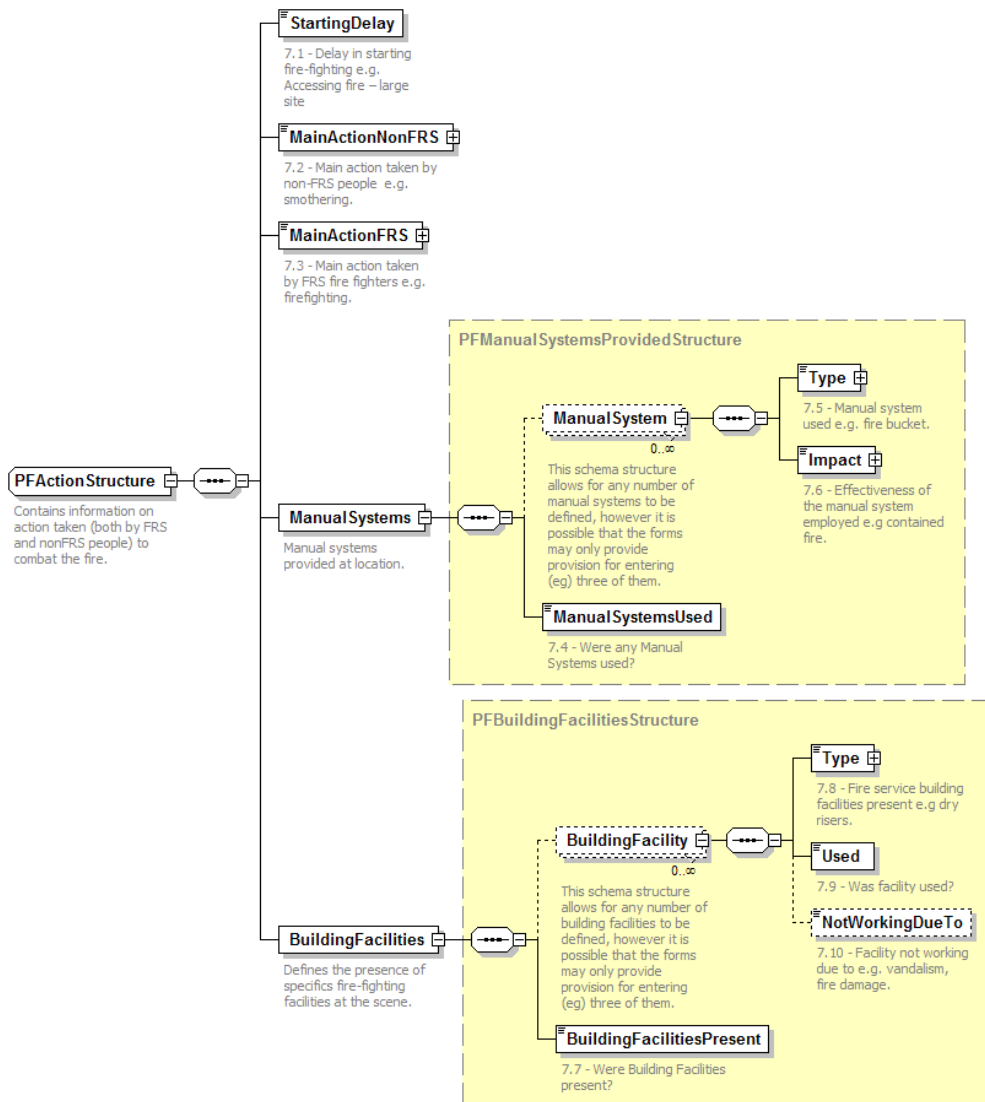 StartingDelay
7.1 - Delay in starting
fire-fighting e.g.
Accessing fire – large
site
MainActionNonFRS
7.2 - Main action taken by
non-FRS people e.g.
smothering.
MainActionFRS
7.3 - Main action taken
by FRS fire fighters e.g.
firefighting.
PFActionStructure
Contains information on
action taken (both by FRS
and nonFRS people) to
combat the fire.
ManualSystems
Manual systems
provided at location.
PFManualSystemsProvidedStructure
ManualSystem
0..∞
This schema structure
allows for any number of
manual systems to be
defined, however it is
possible that the forms
may only provide
provision for entering
(eg) three of them.
Type
7.5 - Manual system
used e.g. fire bucket.
Impact
7.6 - Effectiveness of
the manual system
employed e.g contained
fire.
ManualSystemsUsed
7.4 - Were any Manual
Systems used?
BuildingFacilities
Defines the presence of
specifics fire-fighting
facilities at the scene.
PFBuildingFacilitiesStructure
BuildingFacility
0..∞
This schema structure
allows for any number of
building facilities to be
defined, however it is
possible that the forms
may only provide
provision for entering
(eg) three of them.
Type
7.8 - Fire service building
facilities present e.g dry
risers.
Used
7.9 - Was facility used?
NotWorkingDueTo
7.10 - Facility not working
due to e.g. vandalism,
fire damage.
BuildingFacilitiesPresent
7.7 - Were Building Facilities
present?